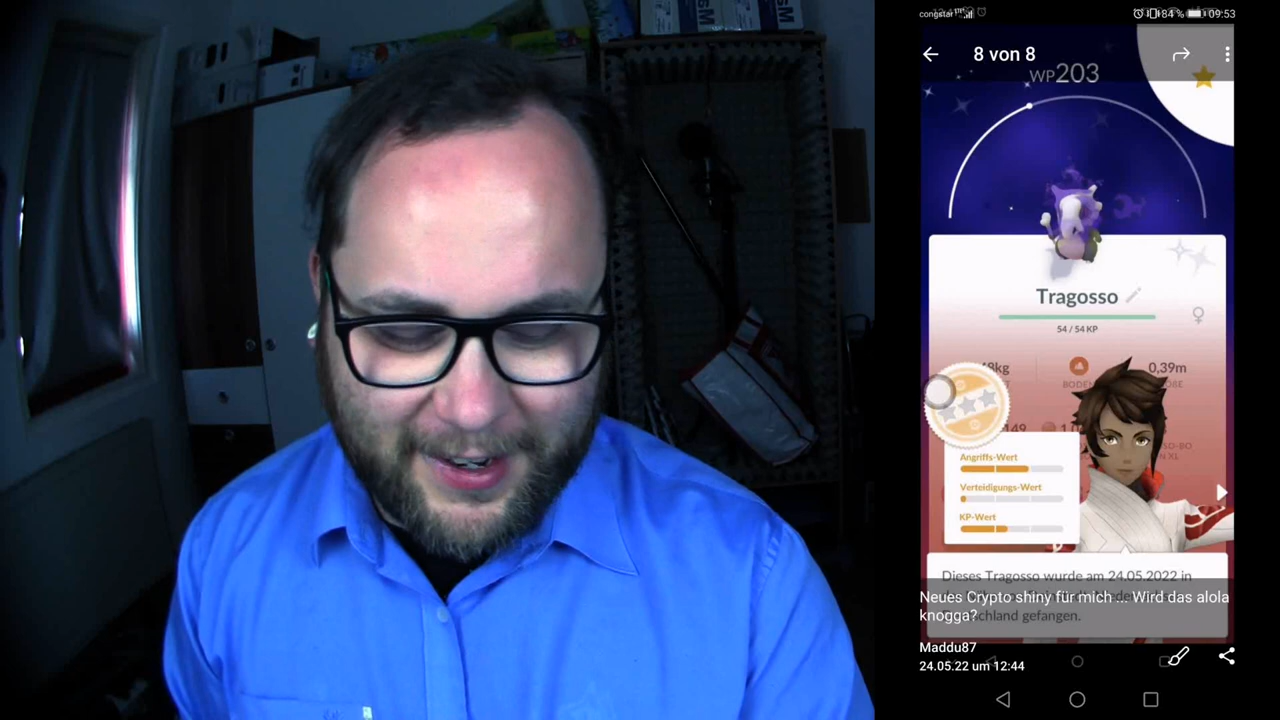 congstar 84 % 09:53
8 von 8
WP203
Tragosso
54 / 54 KP
0,39m
149
Angriffs-Wert
Verteidigungs-Wert
KP-Wert
Dieses Tragosso wurde am 24.05.2022 in
Neues Crypto shiny für mich ... Wird das alola
knogga?
gefangen.
Maddu87
24.05.22 um 12:44